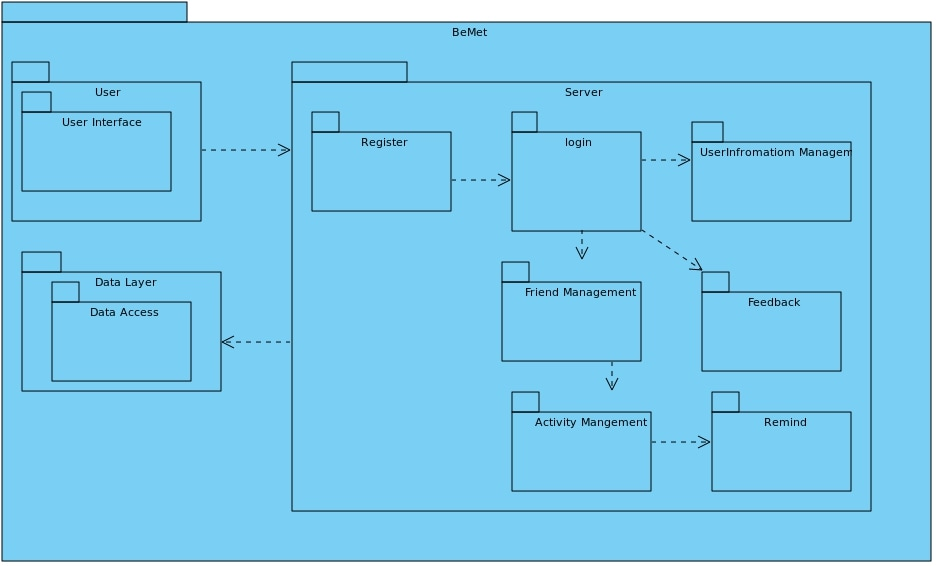 BeMet
User
Server
User Interface
Register
login
UserInfromatiom Managem
Data Layer
Data Access
Friend Management
Feedback
Activity Mangement
Remind